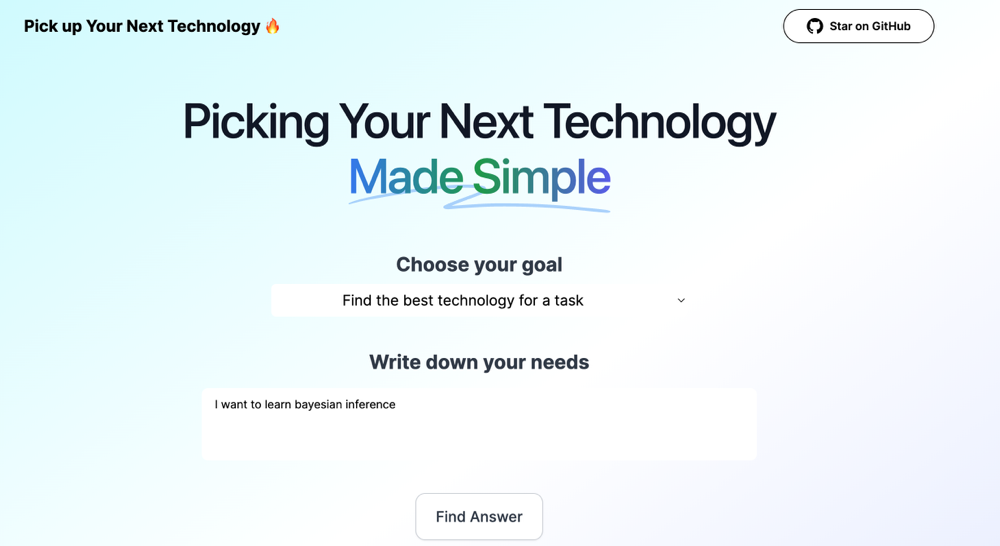 Pick up Your Next Technology 🔥
Star on GitHub
Picking Your Next Technology
Made Simple
Choose your goal
Find the best technology for a task
Write down your needs
I want to learn bayesian inference
Find Answer